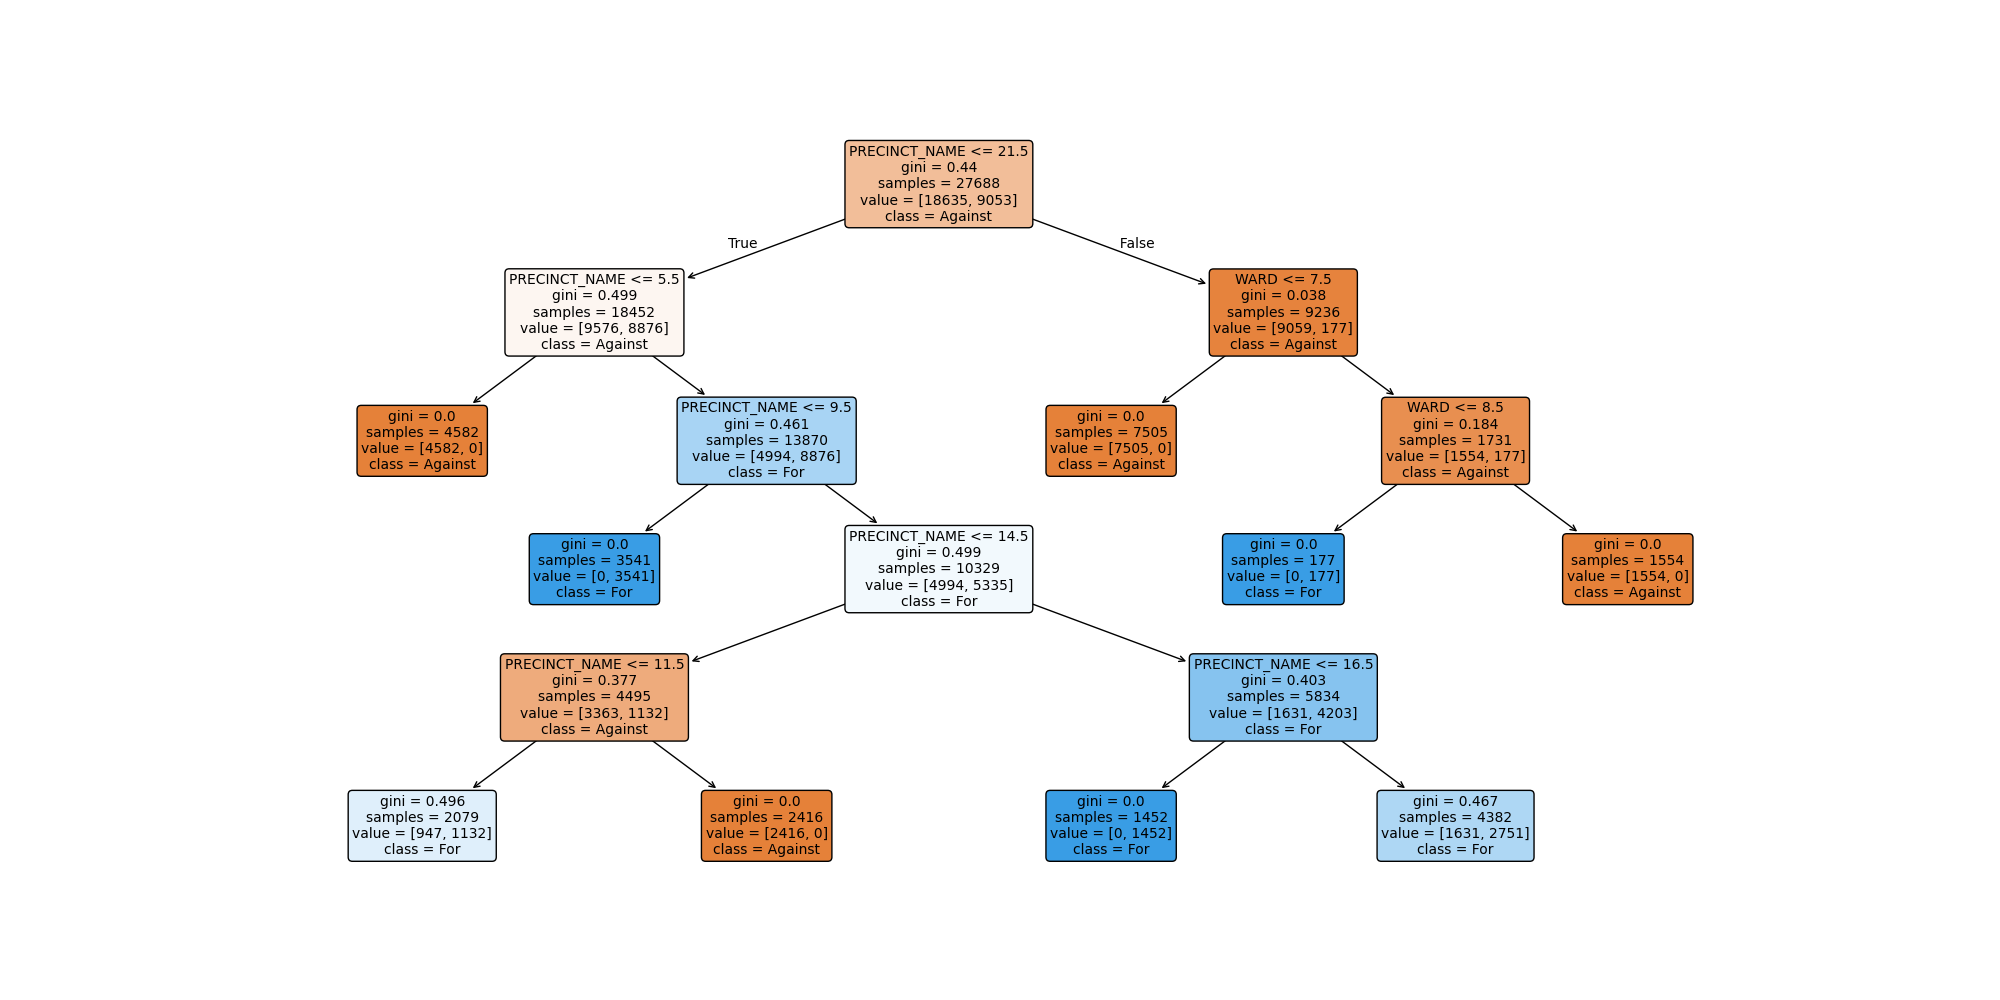 PRECINCT_NAME <= 21.5
gini = 0.44
samples = 27688
value = [18635, 9053]
class = Against
True
False
PRECINCT_NAME <= 5.5
gini = 0.499
samples = 18452
value = [9576, 8876]
class = Against
WARD <= 7.5
gini = 0.038
samples = 9236
value = [9059, 177]
class = Against
gini = 0.0
samples = 4582
value = [4582, 0]
class = Against
PRECINCT_NAME <= 9.5
gini = 0.461
samples = 13870
value = [4994, 8876]
class = For
gini = 0.0
samples = 7505
value = [7505, 0]
class = Against
WARD <= 8.5
gini = 0.184
samples = 1731
value = [1554, 177]
class = Against
gini = 0.0
samples = 3541
value = [0, 3541]
class = For
PRECINCT_NAME <= 14.5
gini = 0.499
samples = 10329
value = [4994, 5335]
class = For
gini = 0.0
samples = 177
value = [0, 177]
class = For
gini = 0.0
samples = 1554
value = [1554, 0]
class = Against
PRECINCT_NAME <= 11.5
gini = 0.377
samples = 4495
value = [3363, 1132]
class = Against
PRECINCT_NAME <= 16.5
gini = 0.403
samples = 5834
value = [1631, 4203]
class = For
gini = 0.496
samples = 2079
value = [947, 1132]
class = For
gini = 0.0
samples = 2416
value = [2416, 0]
class = Against
gini = 0.0
samples = 1452
value = [0, 1452]
class = For
gini = 0.467
samples = 4382
value = [1631, 2751]
class = For